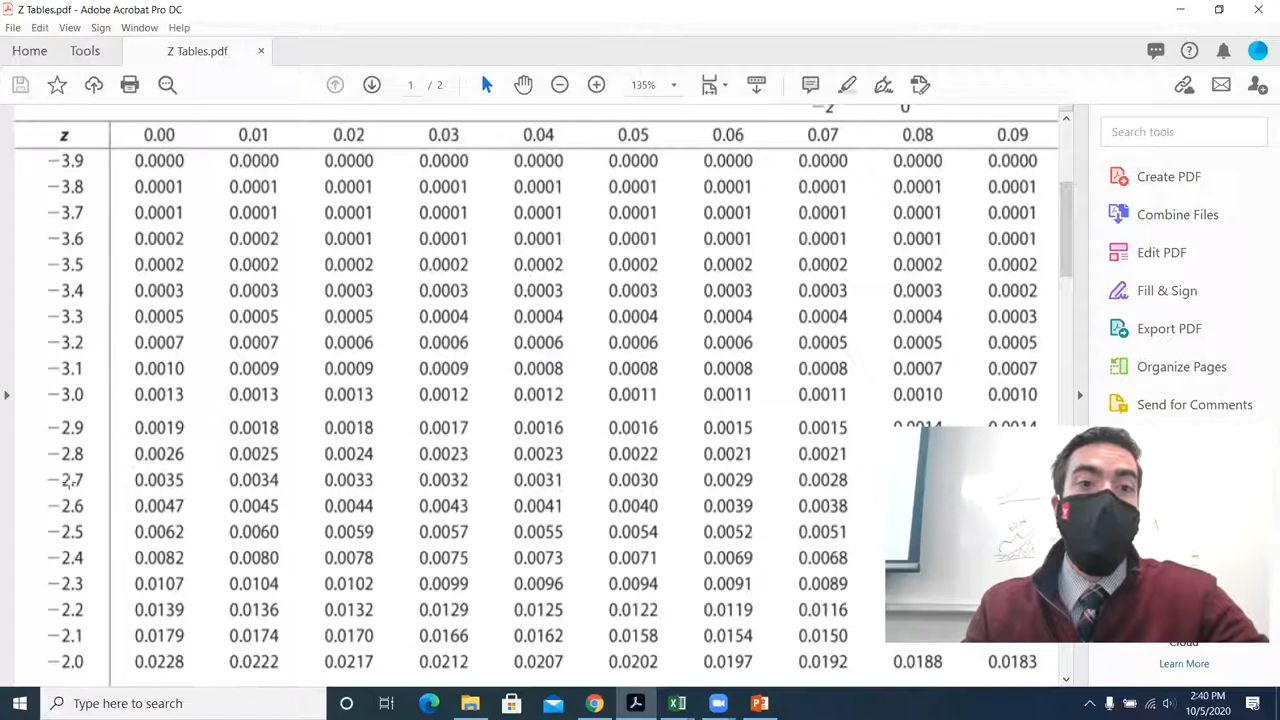 Z Tables.pdf - Adobe Acrobat Pro DC
File Edit View Sign Window Help
Home Tools Z Tables.pdf ×
1 / 2 135%
−z 0
z 0.00 0.01 0.02 0.03 0.04 0.05 0.06 0.07 0.08 0.09
−3.9 0.0000 0.0000 0.0000 0.0000 0.0000 0.0000 0.0000 0.0000 0.0000 0.0000
−3.8 0.0001 0.0001 0.0001 0.0001 0.0001 0.0001 0.0001 0.0001 0.0001 0.0001
−3.7 0.0001 0.0001 0.0001 0.0001 0.0001 0.0001 0.0001 0.0001 0.0001 0.0001
−3.6 0.0002 0.0002 0.0001 0.0001 0.0001 0.0001 0.0001 0.0001 0.0001 0.0001
−3.5 0.0002 0.0002 0.0002 0.0002 0.0002 0.0002 0.0002 0.0002 0.0002 0.0002
−3.4 0.0003 0.0003 0.0003 0.0003 0.0003 0.0003 0.0003 0.0003 0.0003 0.0002
−3.3 0.0005 0.0005 0.0005 0.0004 0.0004 0.0004 0.0004 0.0004 0.0004 0.0003
−3.2 0.0007 0.0007 0.0006 0.0006 0.0006 0.0006 0.0006 0.0005 0.0005 0.0005
−3.1 0.0010 0.0009 0.0009 0.0009 0.0008 0.0008 0.0008 0.0008 0.0007 0.0007
−3.0 0.0013 0.0013 0.0013 0.0012 0.0012 0.0011 0.0011 0.0011 0.0010 0.0010
−2.9 0.0019 0.0018 0.0018 0.0017 0.0016 0.0016 0.0015 0.0015 0.0014 0.0014
−2.8 0.0026 0.0025 0.0024 0.0023 0.0023 0.0022 0.0021 0.0021
−2.7 0.0035 0.0034 0.0033 0.0032 0.0031 0.0030 0.0029 0.0028
−2.6 0.0047 0.0045 0.0044 0.0043 0.0041 0.0040 0.0039 0.0038
−2.5 0.0062 0.0060 0.0059 0.0057 0.0055 0.0054 0.0052 0.0051
−2.4 0.0082 0.0080 0.0078 0.0075 0.0073 0.0071 0.0069 0.0068
−2.3 0.0107 0.0104 0.0102 0.0099 0.0096 0.0094 0.0091 0.0089
−2.2 0.0139 0.0136 0.0132 0.0129 0.0125 0.0122 0.0119 0.0116
−2.1 0.0179 0.0174 0.0170 0.0166 0.0162 0.0158 0.0154 0.0150
−2.0 0.0228 0.0222 0.0217 0.0212 0.0207 0.0202 0.0197 0.0192 0.0188 0.0183
Search tools
Create PDF
Combine Files
Edit PDF
Fill & Sign
Export PDF
Organize Pages
Send for Comments
Cloud
Learn More
Type here to search
2:40 PM
10/5/2020